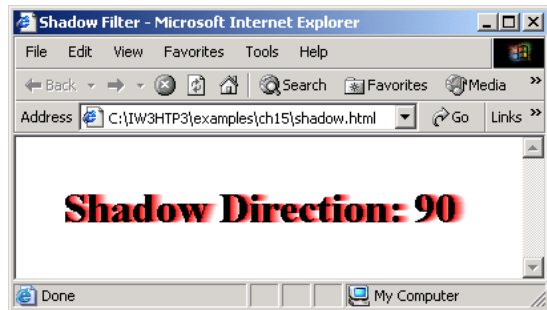 Shadow Filter - Microsoft Internet Explorer
File Edit View Favorites Tools Help
Back Search Favorites Media »
Address C:\IW3HTP3\examples\ch15\shadow.html Go Links »
Shadow Direction: 90
Done My Computer